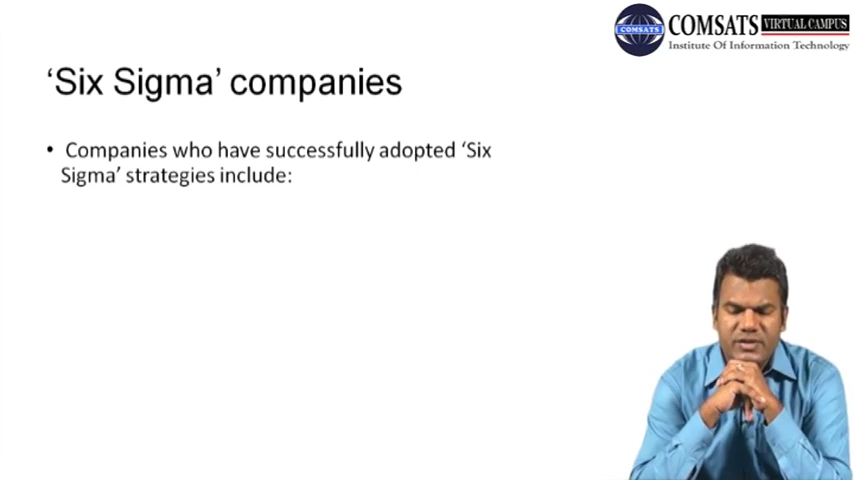 COMSATS
COMSATS VIRTUAL CAMPUS
Institute Of Information Technology
‘Six Sigma’ companies
• Companies who have successfully adopted ‘Six
Sigma’ strategies include: